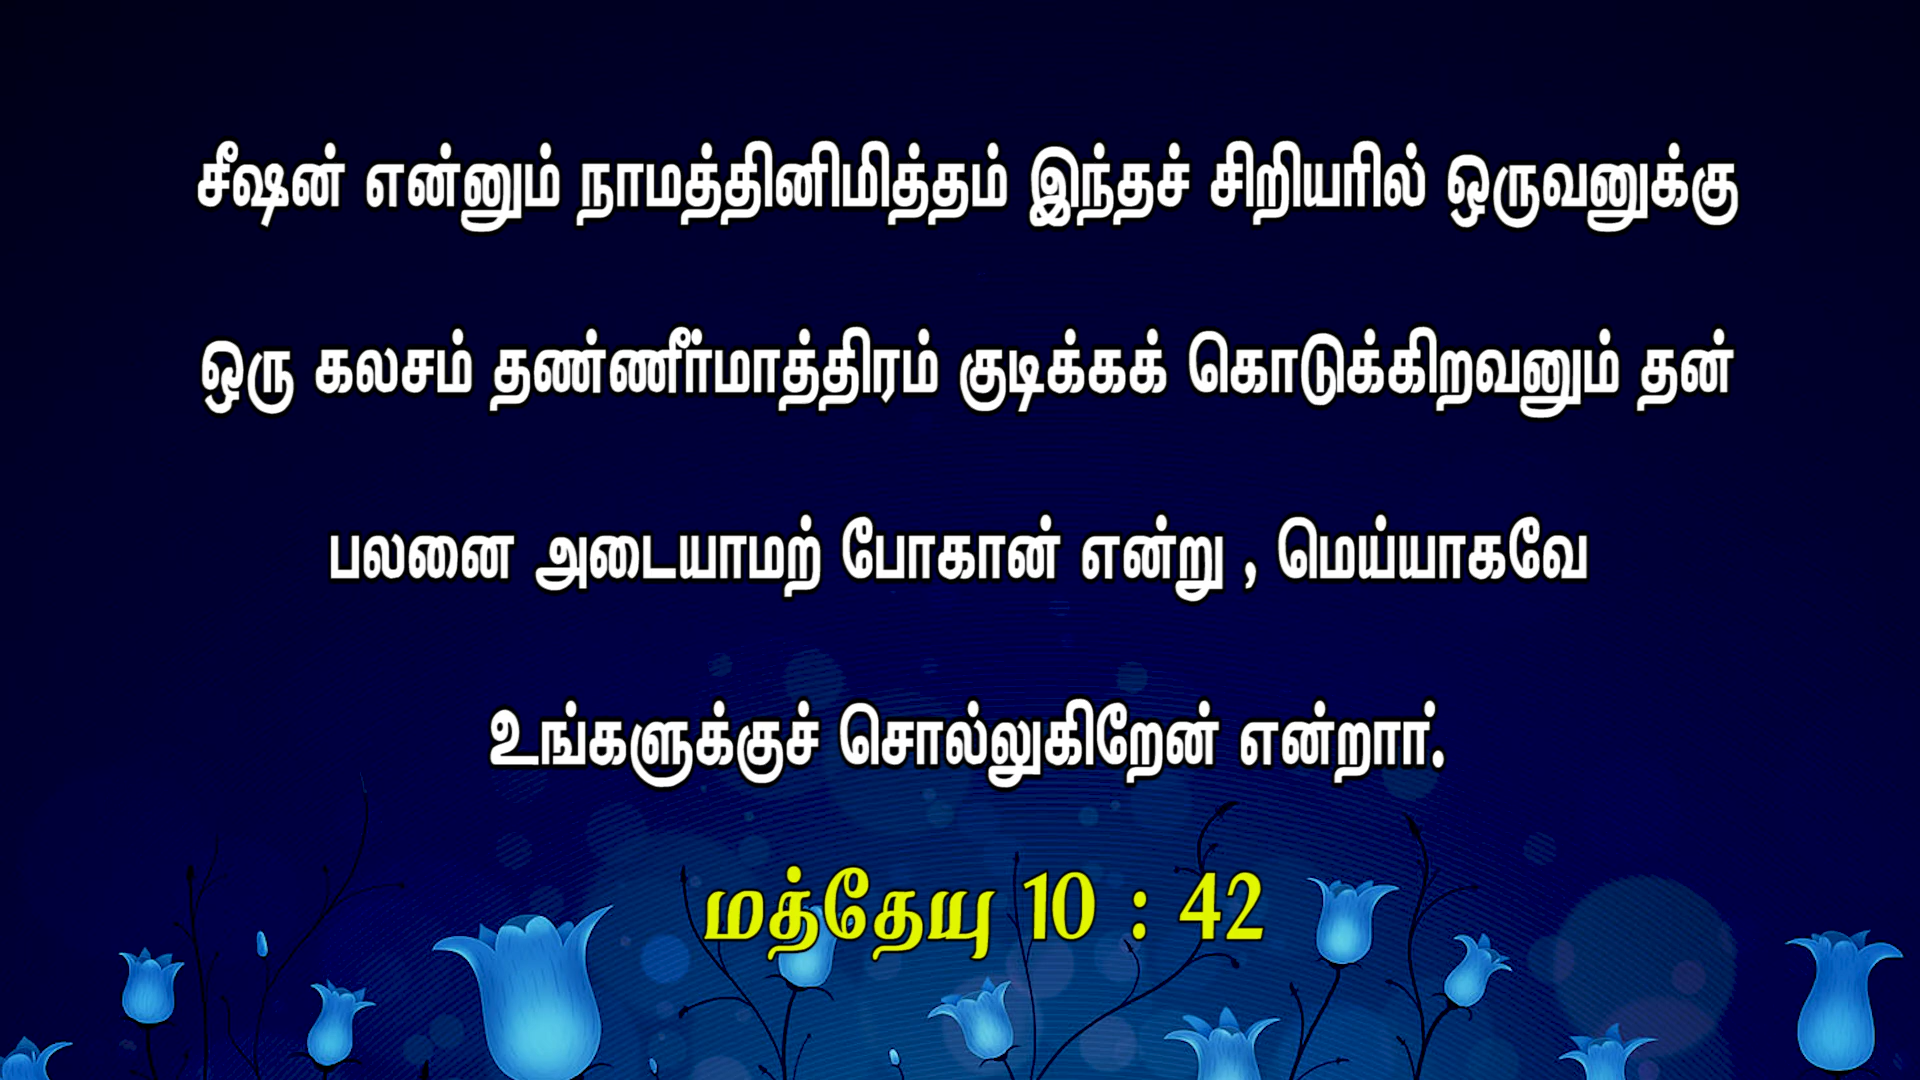 சீஷன் என்னும் நாமத்தினிமித்தம் இந்தச் சிறியரில் ஒருவனுக்கு
ஒரு கலசம் தண்ணீர்மாத்திரம் குடிக்கக் கொடுக்கிறவனும் தன்
பலனை அடையாமற் போகான் என்று , மெய்யாகவே
உங்களுக்குச் சொல்லுகிறேன் என்றார்.
மத்தேயு 10 : 42